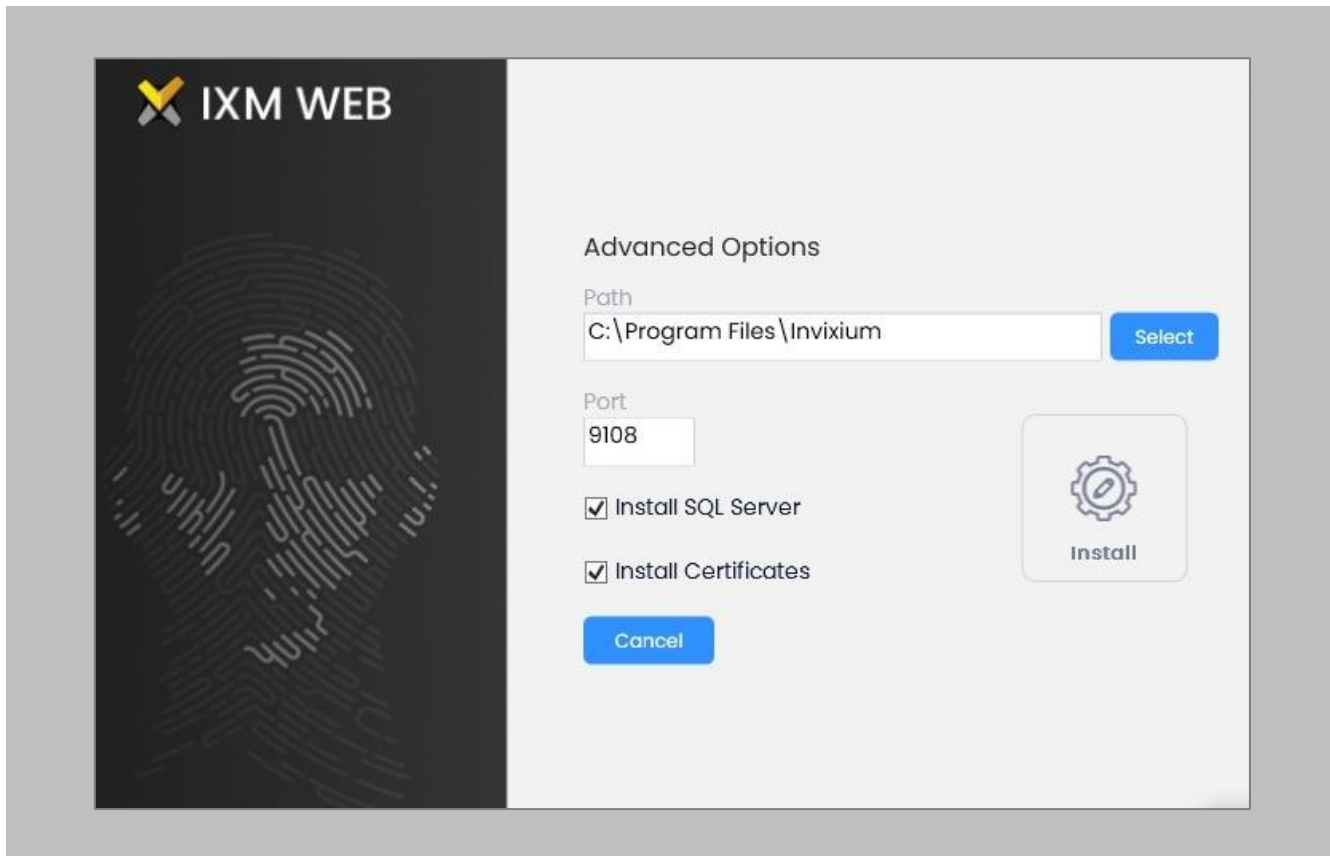 IXM WEB
Advanced Options
Path
C:\Program Files\Invixium
Select
Port
9108
Install SQL Server
Install Certificates
Install
Cancel